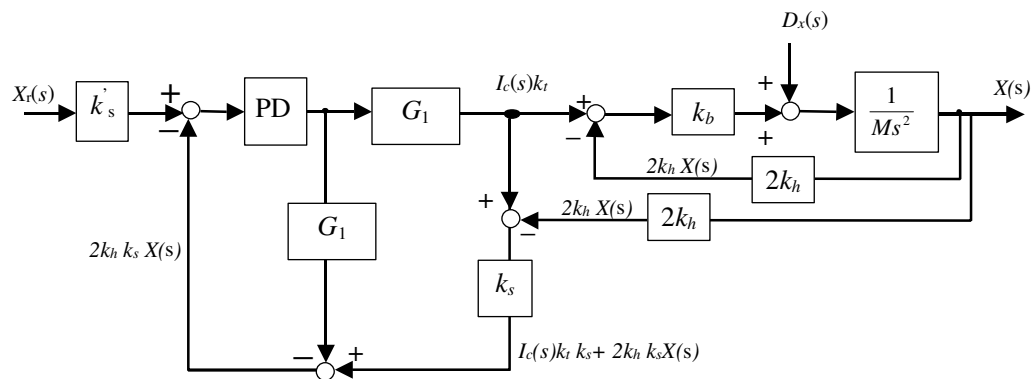 Dx(s)
Xr(s)
k's
+
−
PD
G1
Ic(s)kt
+
−
kb
+
+
1
Ms²
X(s)
2kh X(s)
2kh
+
−
2kh X(s)
2kh
G1
2kh ks X(s)
ks
−
+
Ic(s)kt ks+ 2kh ksX(s)